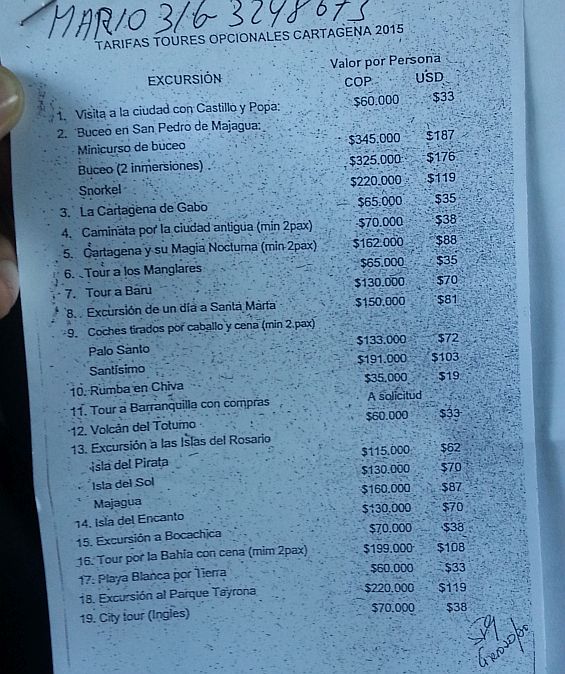 MARIO 316 3248673
TARIFAS TOURES OPCIONALES CARTAGENA 2015
Valor por Persona
EXCURSIÓN COP USD
1. Visita a la ciudad con Castillo y Popa: $60.000 $33
2. Buceo en San Pedro de Majagua:
Minicurso de buceo $345.000 $187
Buceo (2 inmersiones) $325.000 $176
Snorkel $220.000 $119
3. La Cartagena de Gabo $65.000 $35
4. Caminata por la ciudad antigua (min 2pax) $70.000 $38
5. Cartagena y su Magia Nocturna (min 2pax) $162.000 $88
6. Tour a los Manglares $65.000 $35
7. Tour a Barú $130.000 $70
8. Excursión de un día a Santa Marta $150.000 $81
9. Coches tirados por caballo y cena (min 2.pax)
Palo Santo $133.000 $72
Santísimo $191.000 $103
10. Rumba en Chiva $35.000 $19
11. Tour a Barranquilla con compras A solicitud
12. Volcán del Totumo $60.000 $33
13. Excursión a las Islas del Rosario
Isla del Pirata $115.000 $62
Isla del Sol $130.000 $70
Majagua $160.000 $87
14. Isla del Encanto $130.000 $70
15. Excursión a Bocachica $70.000 $38
16. Tour por la Bahía con cena (mim 2pax) $199.000 $108
17. Playa Blanca por Tierra $60.000 $33
18. Excursión al Parque Tayrona $220.000 $119
19. City tour (Ingles) $70.000 $38